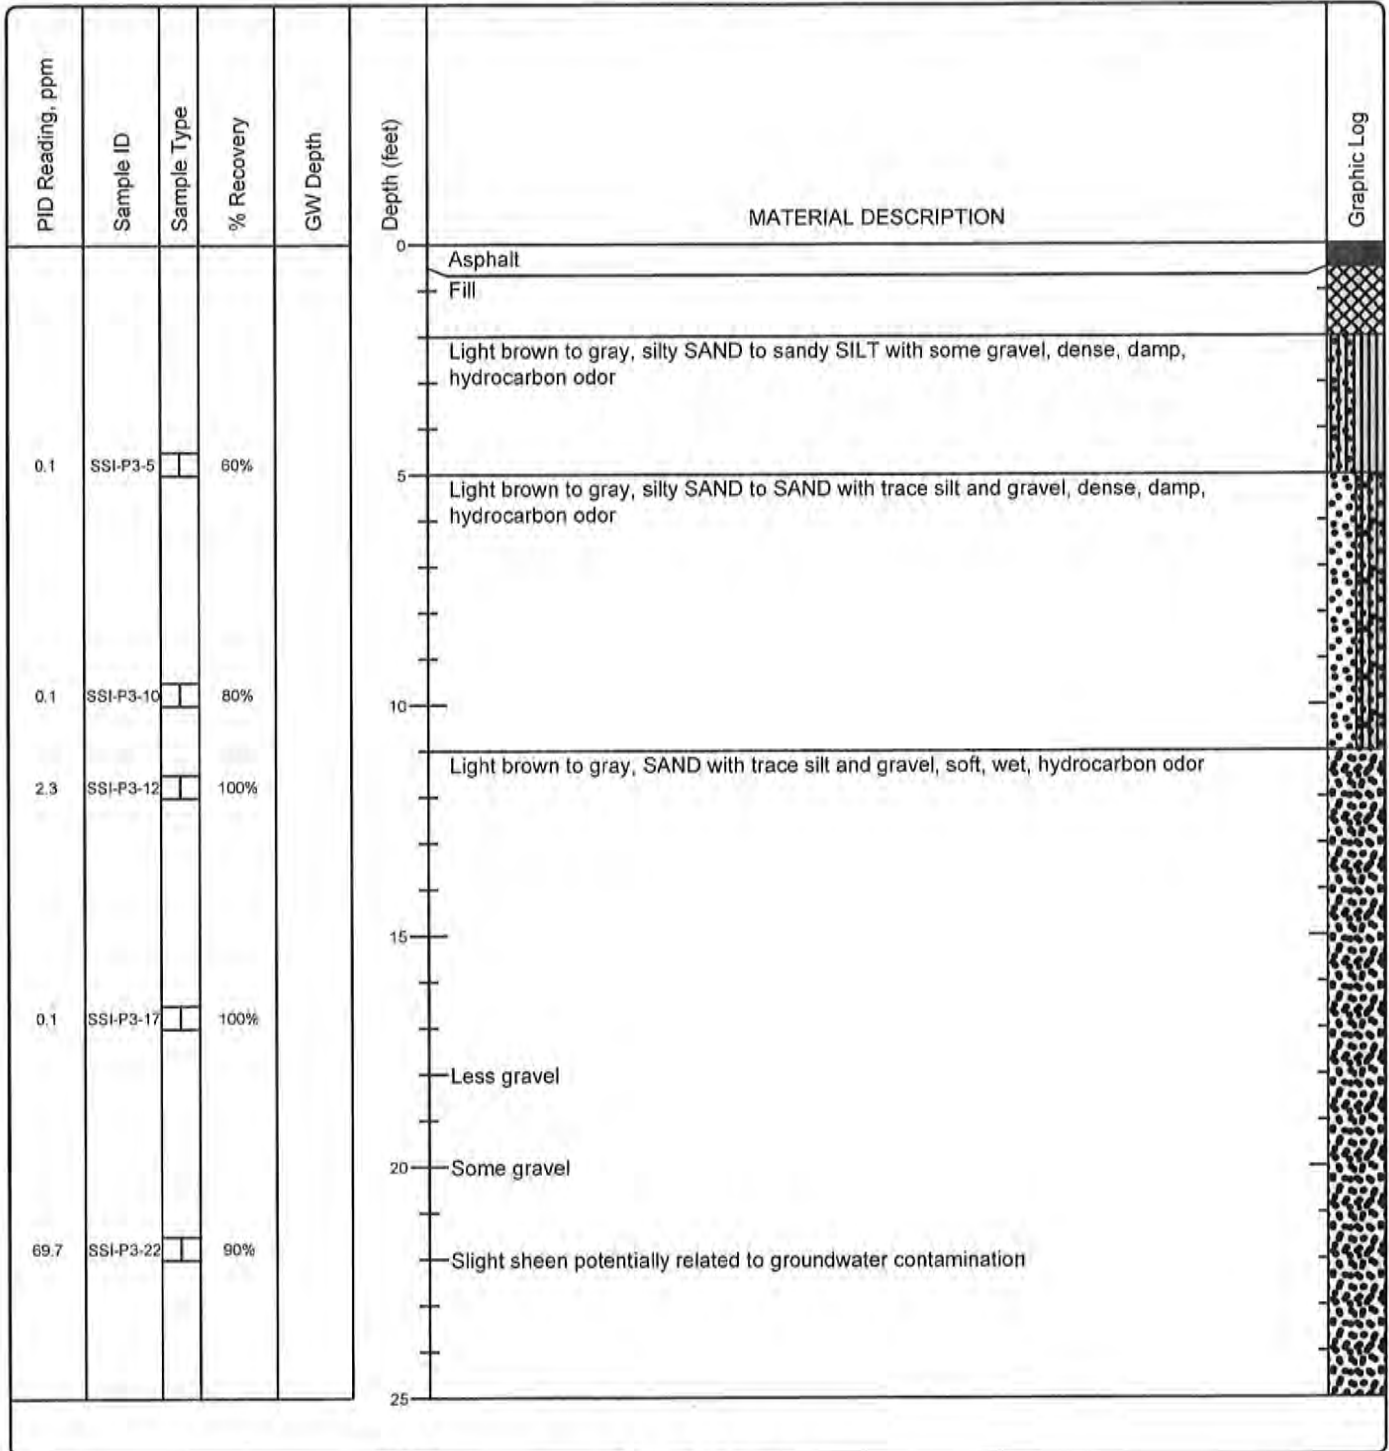 PID Reading, ppm
Sample ID
Sample Type
% Recovery
GW Depth
Depth (feet)
MATERIAL DESCRIPTION
Graphic Log
0
Asphalt
Fill
Light brown to gray, silty SAND to sandy SILT with some gravel, dense, damp,
hydrocarbon odor
0.1 SSI-P3-5 60%
5
Light brown to gray, silty SAND to SAND with trace silt and gravel, dense, damp,
hydrocarbon odor
0.1 SSI-P3-10 80%
10
Light brown to gray, SAND with trace silt and gravel, soft, wet, hydrocarbon odor
2.3 SSI-P3-12 100%
15
0.1 SSI-P3-17 100%
Less gravel
20 Some gravel
69.7 SSI-P3-22 90%
Slight sheen potentially related to groundwater contamination
25